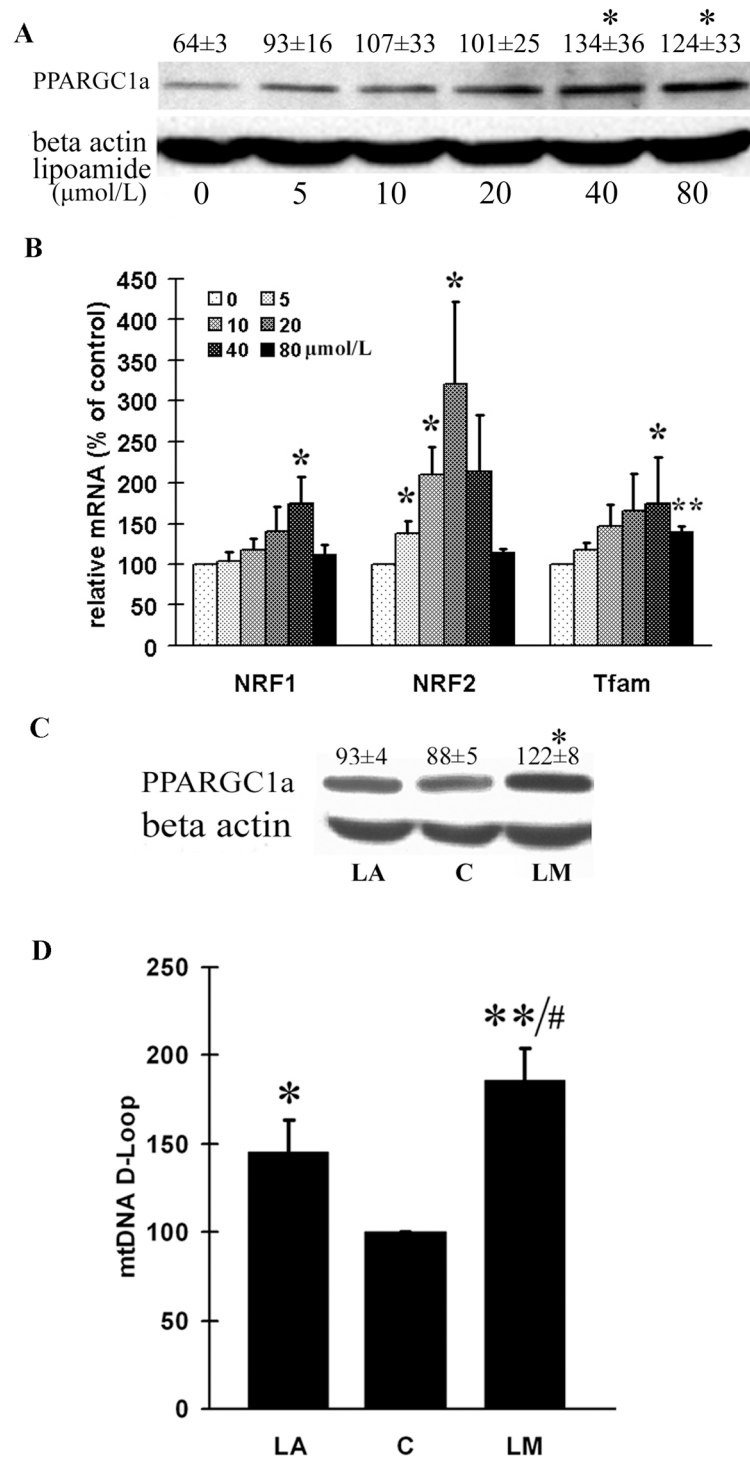 A
* *
64±3 93±16 107±33 101±25 134±36 124±33
PPARGC1a
beta actin
lipoamide
(μmol/L) 0 5 10 20 40 80
B
relative mRNA (% of control)
450
400
350
300
250
200
150
100
50
0
0 5
10 20
40 80 μmol/L
*
* * *
* **
NRF1 NRF2 Tfam
C
*
93±4 88±5 122±8
PPARGC1a
beta actin
LA C LM
D
mtDNA D-Loop
250
200
150
100
50
0
* **/#
LA C LM